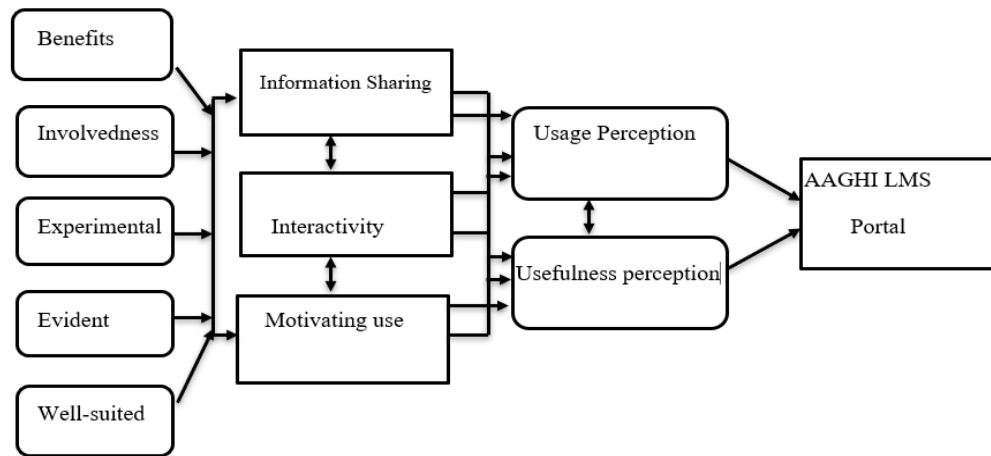 Benefits
Involvedness
Experimental
Evident
Well-suited
Information Sharing
Interactivity
Motivating use
Usage Perception
Usefulness perception
AAGHI LMS
Portal